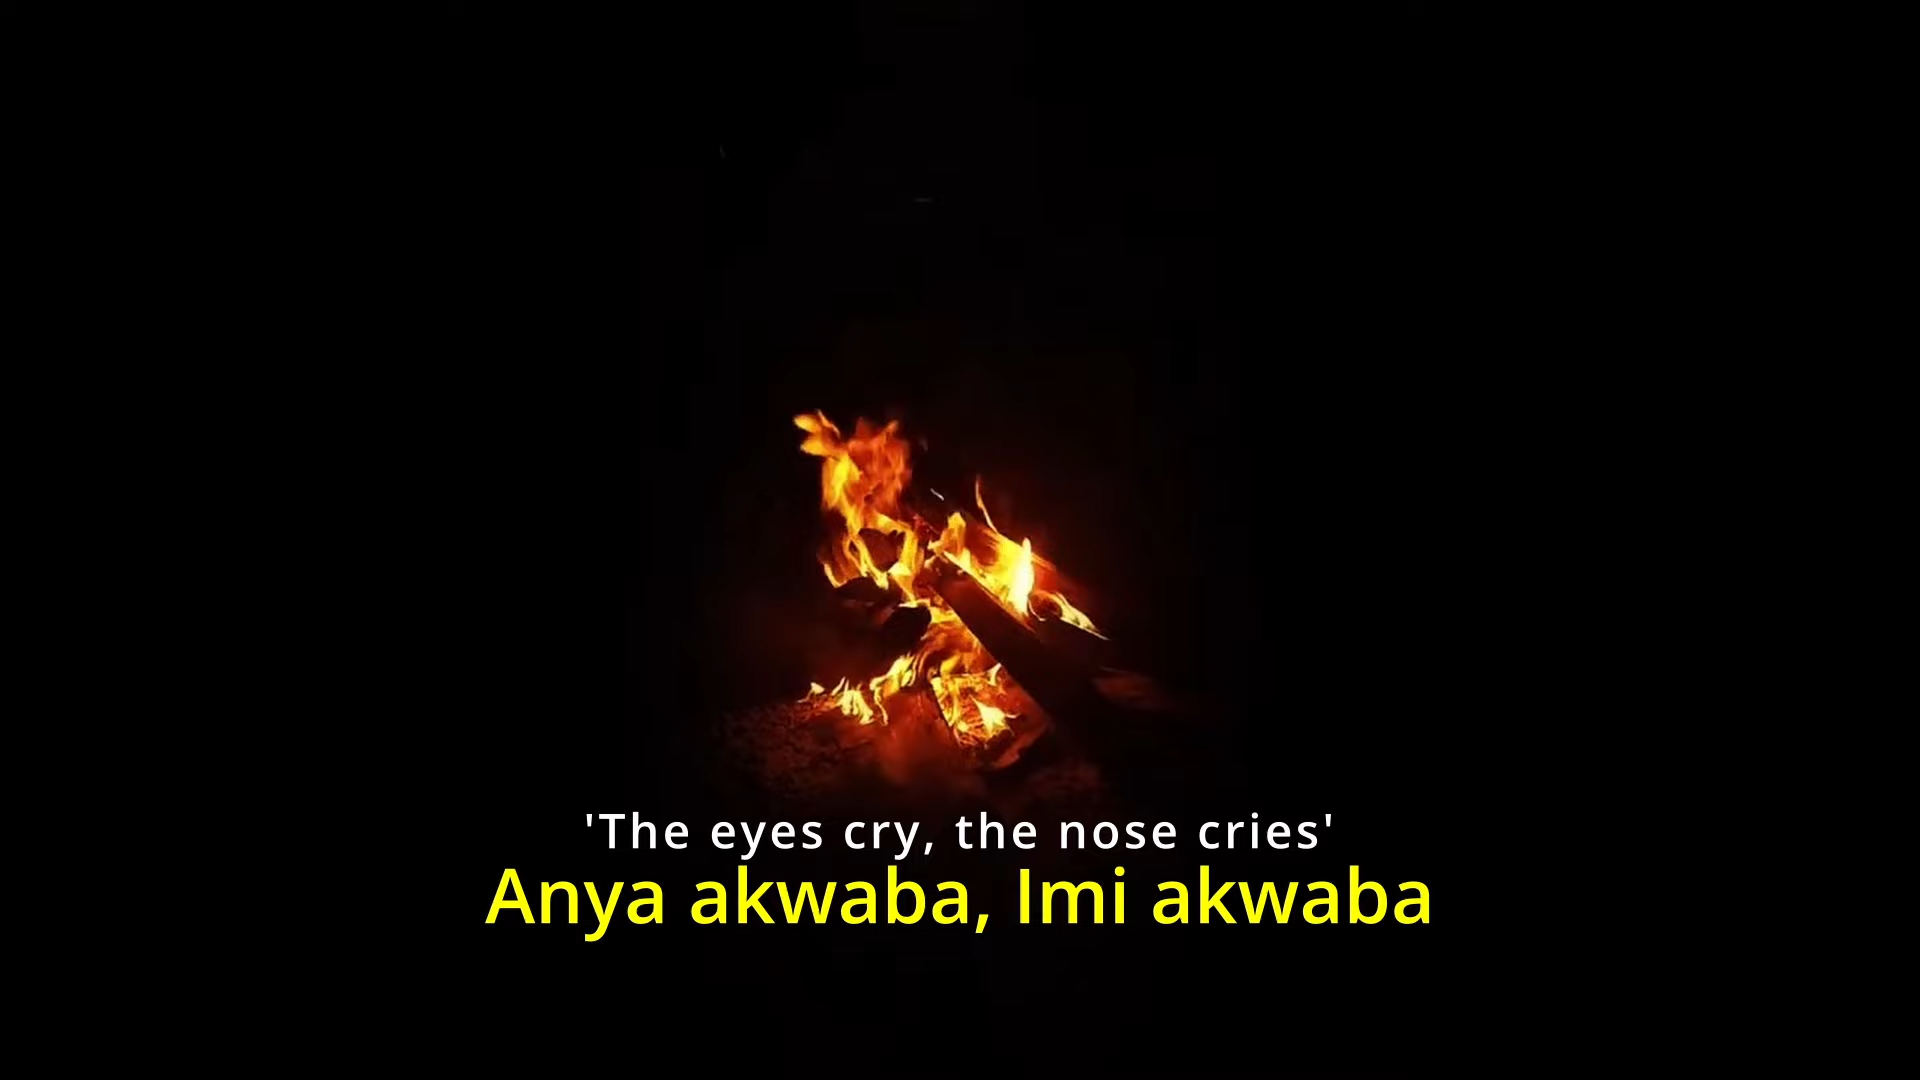 'The eyes cry, the nose cries'
Anya akwaba, Imi akwaba